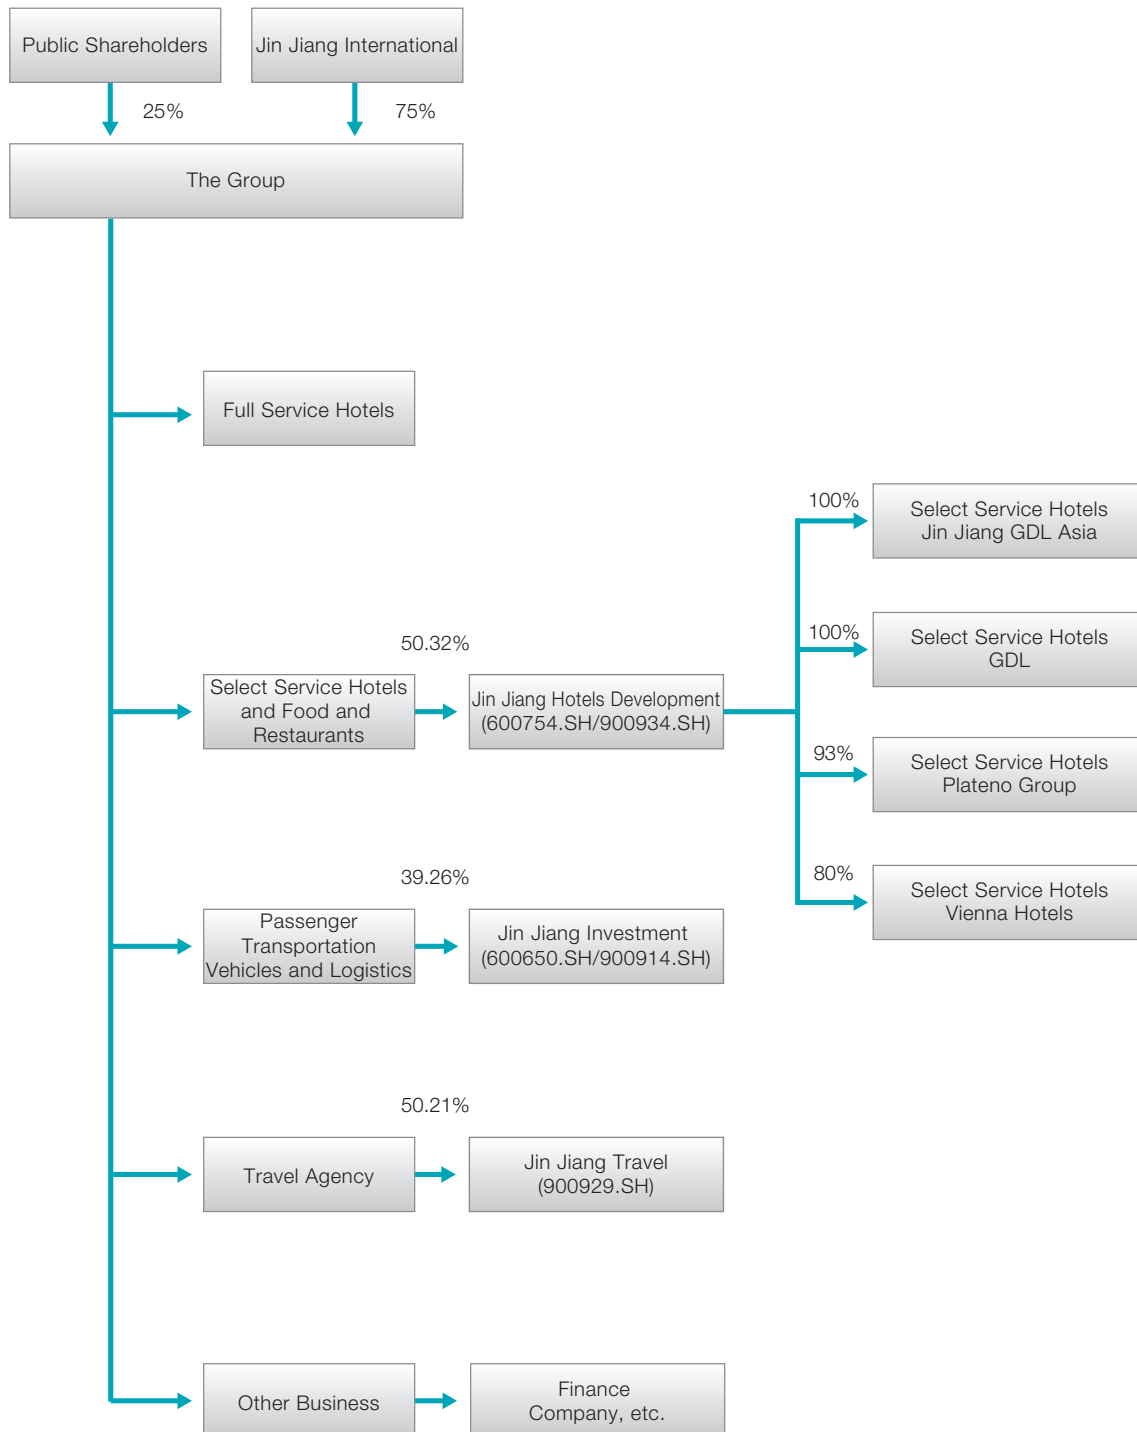 Public Shareholders
Jin Jiang International
25%
75%
The Group
Full Service Hotels
100%
Select Service Hotels
Jin Jiang GDL Asia
100%
Select Service Hotels
GDL
50.32%
Select Service Hotels
and Food and
Restaurants
Jin Jiang Hotels Development
(600754.SH/900934.SH)
93%
Select Service Hotels
Plateno Group
80%
Select Service Hotels
Vienna Hotels
39.26%
Passenger
Transportation
Vehicles and Logistics
Jin Jiang Investment
(600650.SH/900914.SH)
50.21%
Travel Agency
Jin Jiang Travel
(900929.SH)
Other Business
Finance
Company, etc.